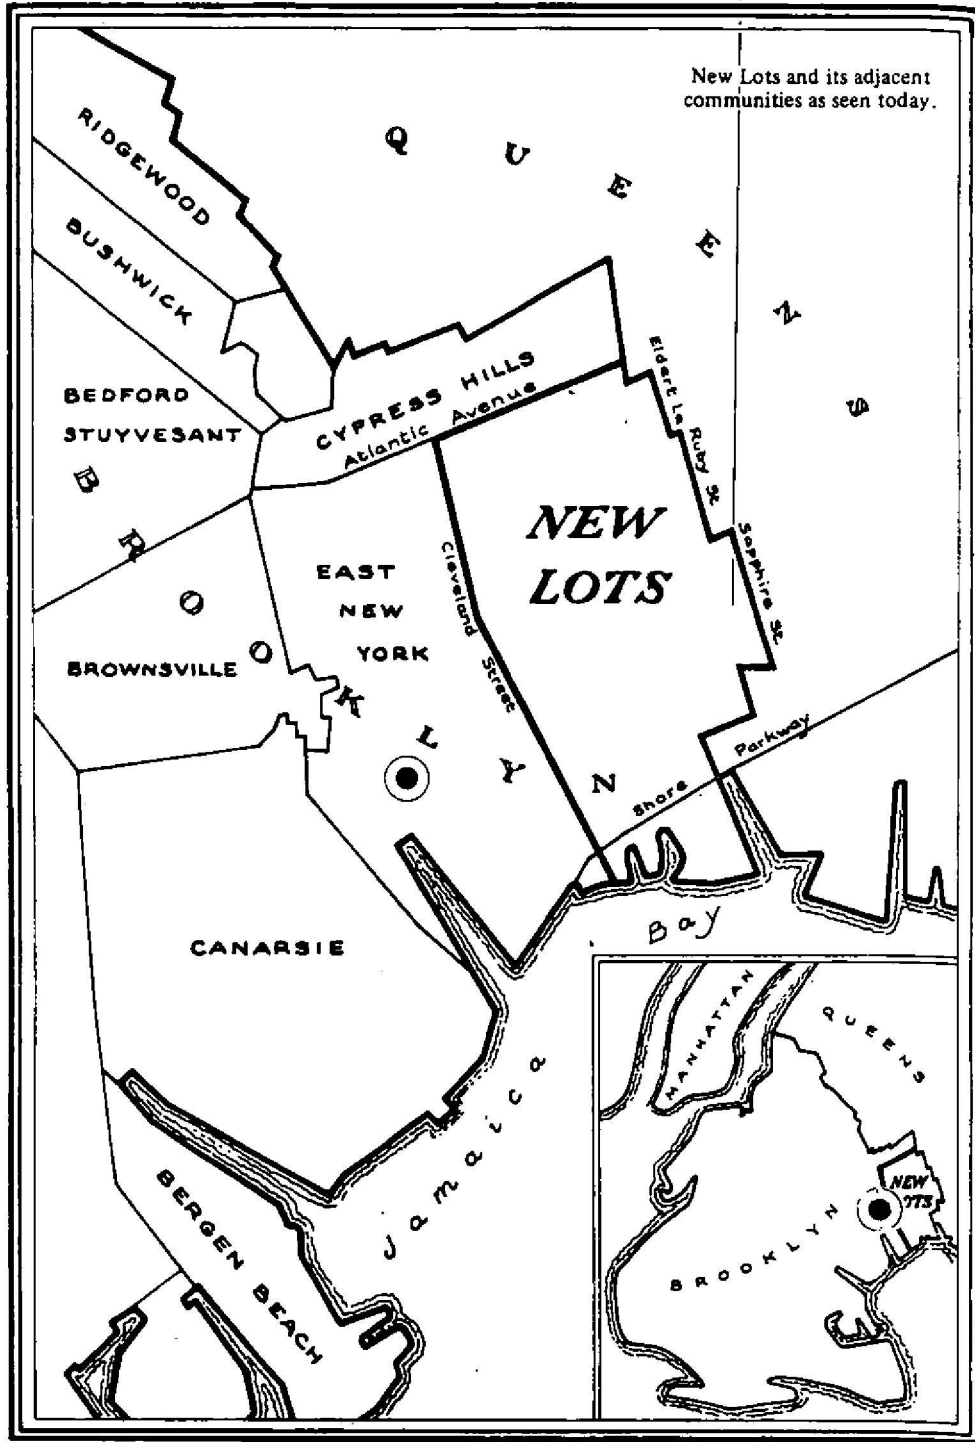 New Lots and its adjacent
communities as seen today.
QUEENS
RIDGEWOOD
BUSHWICK
BEDFORD
STUYVESANT
CYPRESS HILLS
Atlantic Avenue
Eldert La
Ruby St
Sapphire St.
BROOKLYN
NEW
LOTS
EAST
NEW
YORK
Cleveland Street
BROWNSVILLE
Shore Parkway
CANARSIE
Jamaica Bay
BERGEN BEACH
MANHATTAN
QUEENS
NEW
BROOKLYN